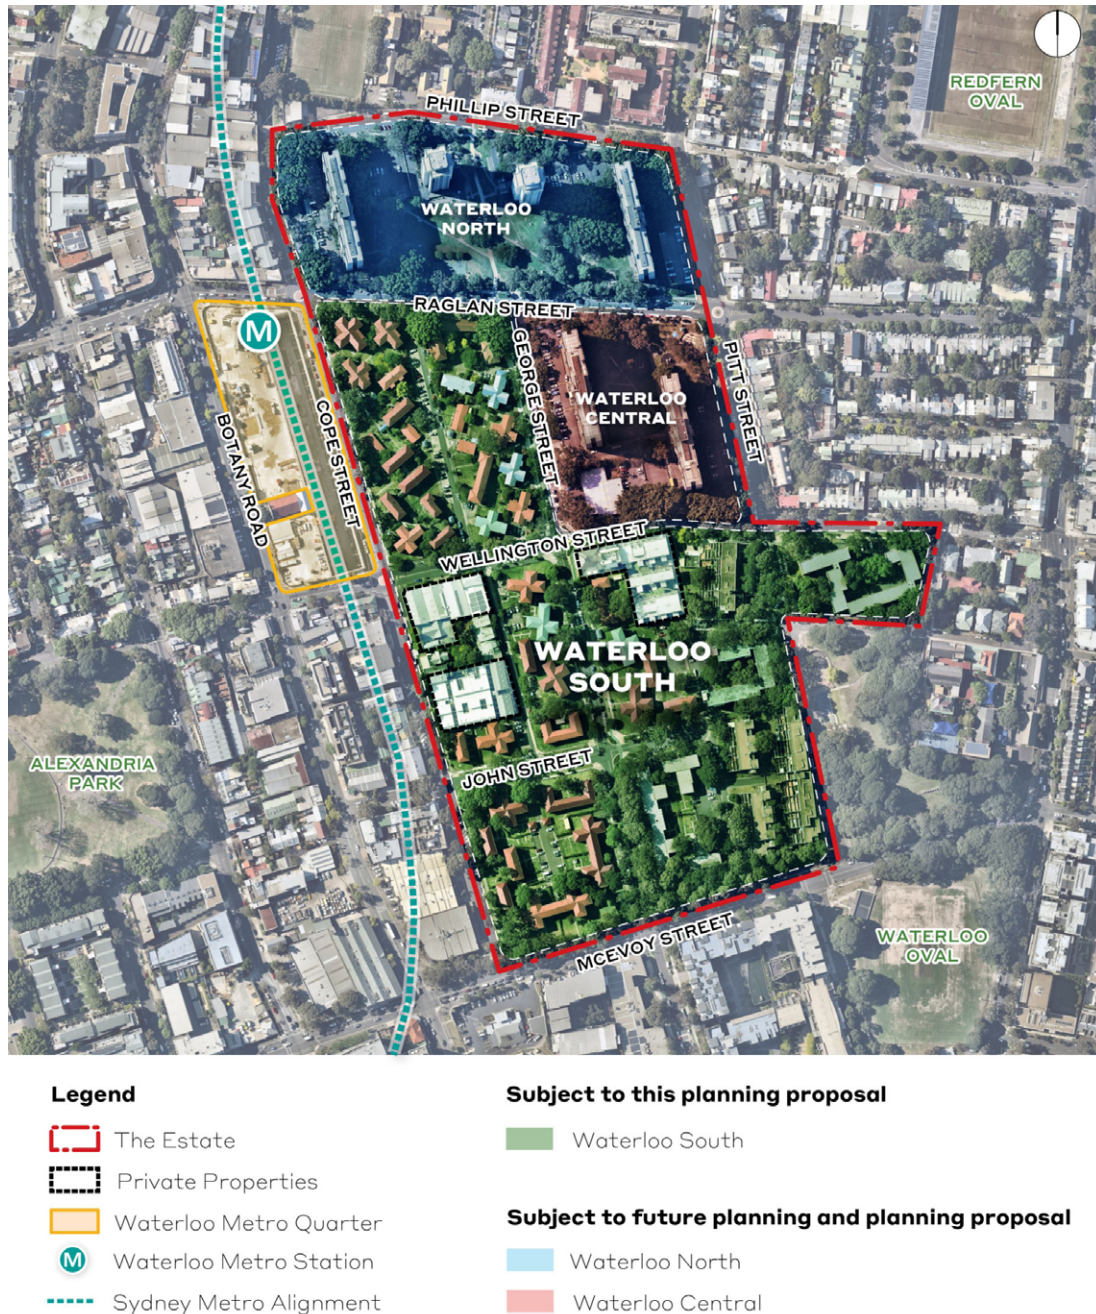 PHILLIP STREET
REDFERN
OVAL
WATERLOO
NORTH
RAGLAN STREET
M
GEORGE STREET
PITT STREET
WATERLOO
CENTRAL
COPE STREET
BOTANY ROAD
WELLINGTON STREET
WATERLOO
SOUTH
ALEXANDRIA
PARK
JOHN STREET
MCEVOY STREET
WATERLOO
OVAL
Legend
The Estate
Private Properties
Waterloo Metro Quarter
M Waterloo Metro Station
Sydney Metro Alignment
Subject to this planning proposal
Waterloo South
Subject to future planning and planning proposal
Waterloo North
Waterloo Central